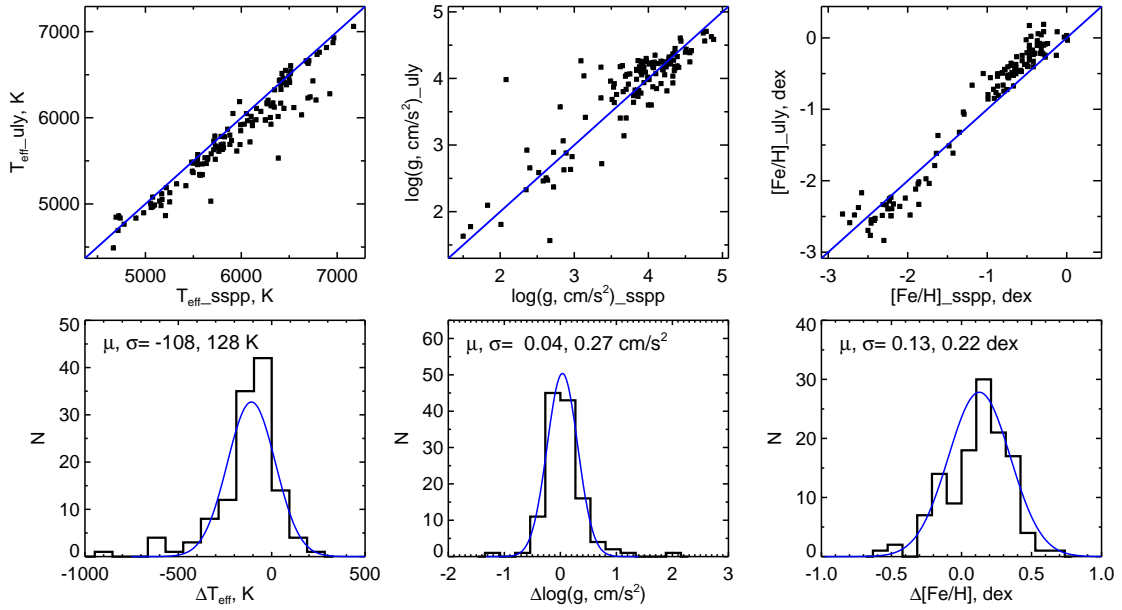 7000
6000
5000
T_eff_uly, K
5000 6000 7000
T_eff_sspp, K
5
4
3
2
log(g, cm/s²)_uly
2 3 4 5
log(g, cm/s²)_sspp
0
-1
-2
-3
[Fe/H]_uly, dex
-3 -2 -1 0
[Fe/H]_sspp, dex
50
40
30
20
10
0
N
μ, σ= -108, 128 K
-1000 -500 0 500
ΔT_eff, K
60
50
40
30
20
10
0
N
μ, σ= 0.04, 0.27 cm/s²
-2 -1 0 1 2 3
Δlog(g, cm/s²)
40
30
20
10
0
N
μ, σ= 0.13, 0.22 dex
-1.0 -0.5 0.0 0.5 1.0
Δ[Fe/H], dex